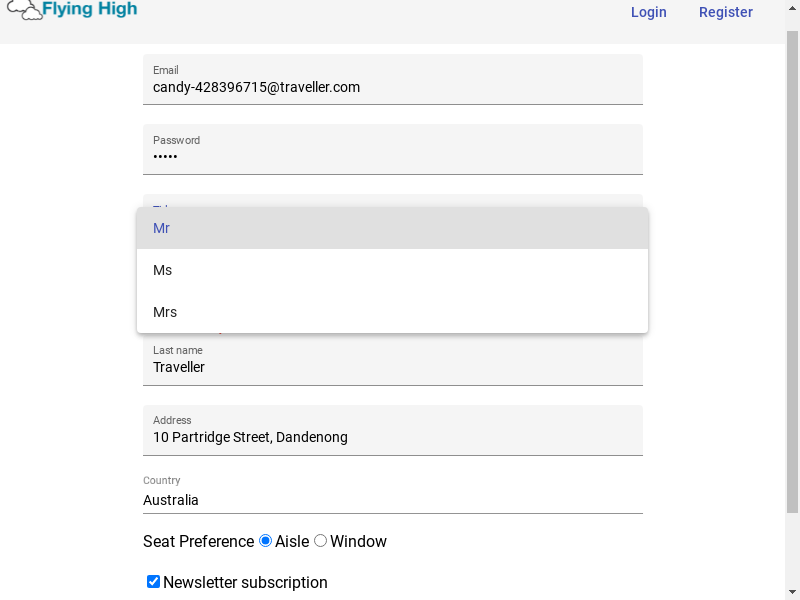 Flying High
Login
Register
Email
candy-428396715@traveller.com
Password
•••••
Mr
Ms
Mrs
Last name
Traveller
Address
10 Partridge Street, Dandenong
Country
Australia
Seat Preference Aisle Window
Newsletter subscription